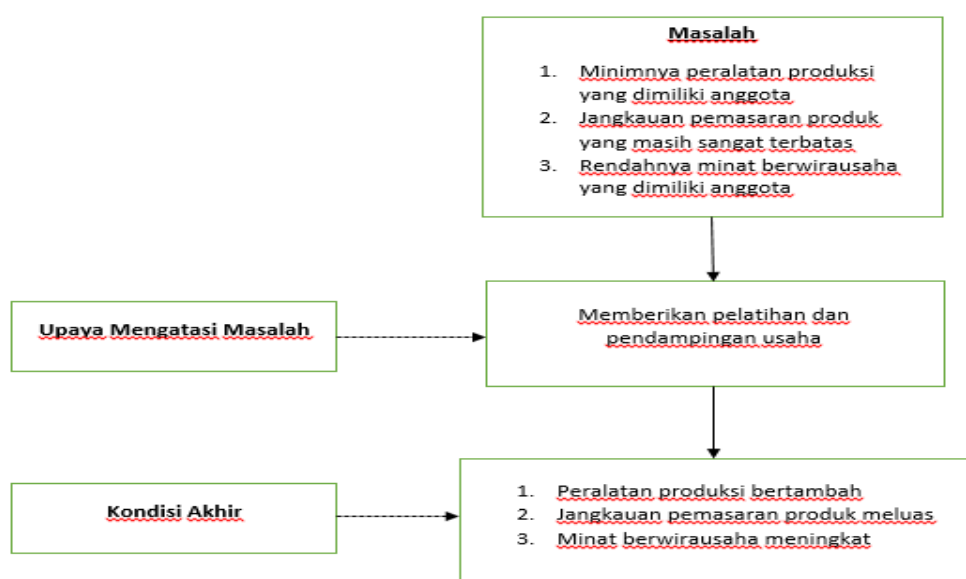 Masalah
1. Minimnya peralatan produksi
yang dimiliki anggota
2. Jangkauan pemasaran produk
yang masih sangat terbatas
3. Rendahnya minat berwirausaha
yang dimiliki anggota
Upaya Mengatasi Masalah
Memberikan pelatihan dan
pendampingan usaha
Kondisi Akhir
1. Peralatan produksi bertambah
2. Jangkauan pemasaran produk meluas
3. Minat berwirausaha meningkat